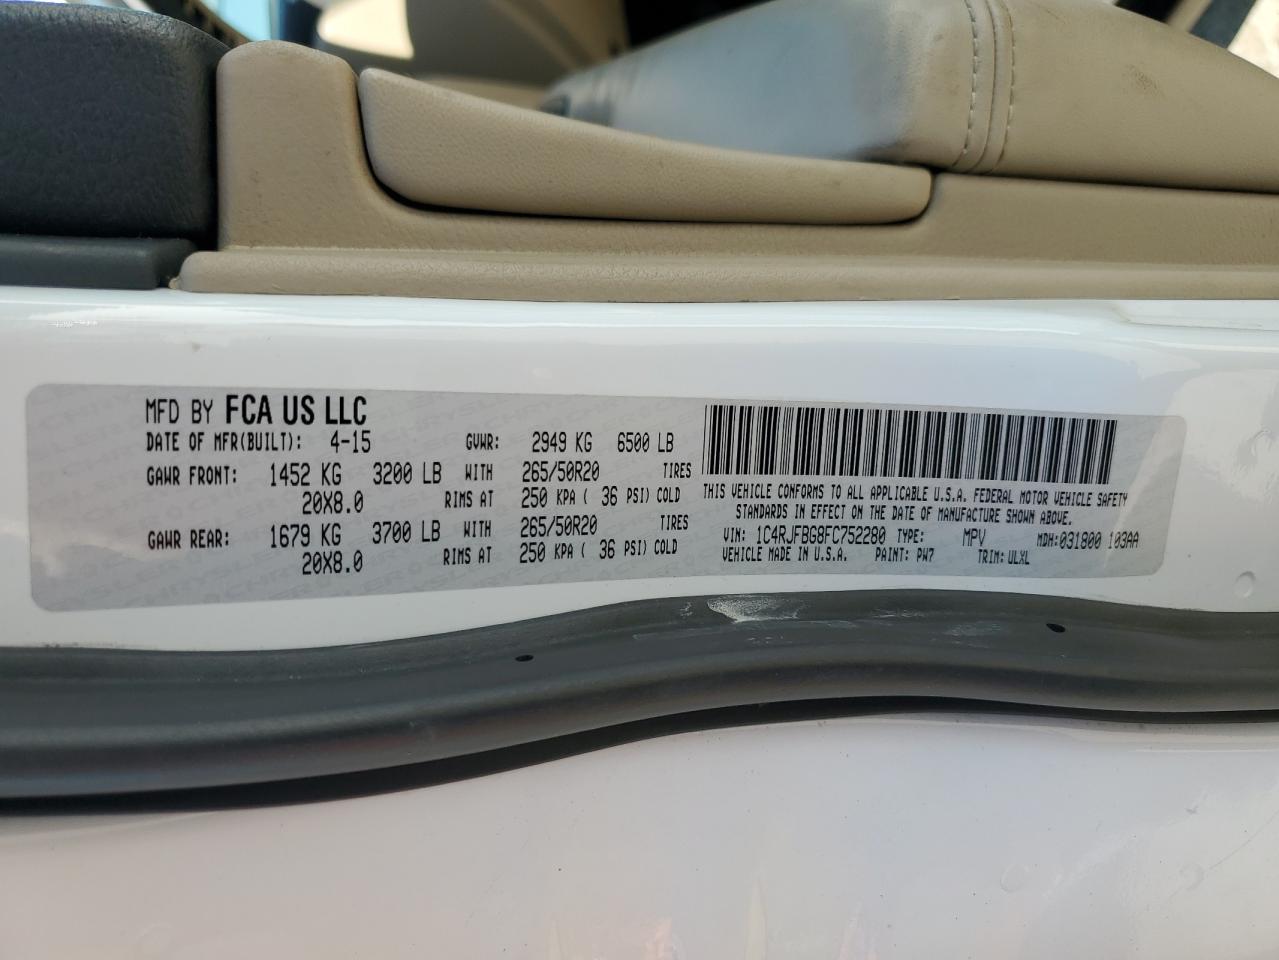 MFD BY FCA US LLC
DATE OF MFR(BUILT): 4-15 GVWR: 2949 KG 6500 LB
GAWR FRONT: 1452 KG 3200 LB WITH 265/50R20 TIRES
20X8.0 RIMS AT 250 KPA ( 36 PSI) COLD
GAWR REAR: 1679 KG 3700 LB WITH 265/50R20 TIRES
20X8.0 RIMS AT 250 KPA ( 36 PSI) COLD
THIS VEHICLE CONFORMS TO ALL APPLICABLE U.S.A. FEDERAL MOTOR VEHICLE SAFETY
STANDARDS IN EFFECT ON THE DATE OF MANUFACTURE SHOWN ABOVE.
VIN: 1C4RJFBG8FC752280 TYPE: MPV MDH: 031800 103AA
VEHICLE MADE IN U.S.A. PAINT: PW7 TRIM: ULXL